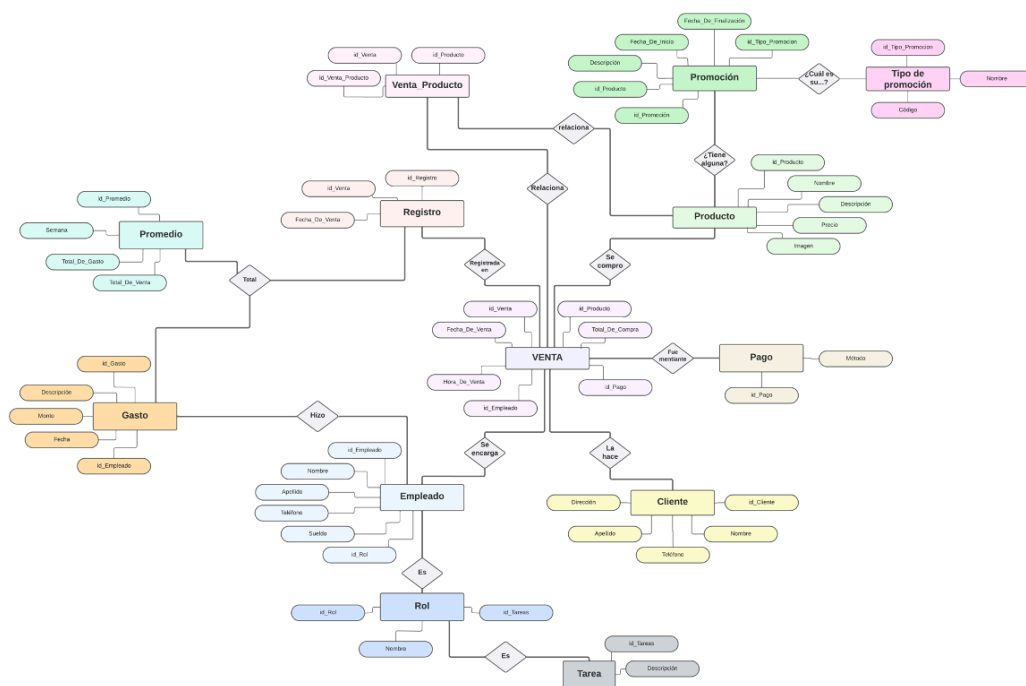 Fecha_De_Finalización
Fecha_De_Inicio
id_Tipo_Promocion
id_Tipo_Promocion
id_Venta
id_Producto
Descripción
¿Cuál es
su...?
Promoción
Tipo de
promoción
Nombre
id_Venta_Producto
Venta_Producto
id_Producto
Código
id_Promoción
relaciona
¿Tiene
alguna?
id_Producto
Nombre
Descripción
Precio
Imagen
Producto
id_Registro
id_Venta
Relaciona
Registro
Fecha_De_Venta
id_Promedio
Semana
Promedio
Total_De_Gasto
Total_De_Venta
Total
Registrada
en
Se
compro
id_Venta
id_Producto
Fecha_De_Venta
Total_De_Compra
VENTA
Fue
mentiante
Pago
Método
Hora_De_Venta
id_Pago
id_Pago
id_Empleado
id_Gasto
Descripción
Monto
Gasto
Fecha
id_Empleado
Hizo
Se
encarga
La
hace
id_Empleado
Nombre
Apellido
Empleado
Teléfono
Sueldo
id_Rol
Dirección
Cliente
id_Cliente
Apellido
Nombre
Teléfono
Es
id_Rol
Rol
id_Tareas
Nombre
Es
id_Tareas
Descripción
Tarea